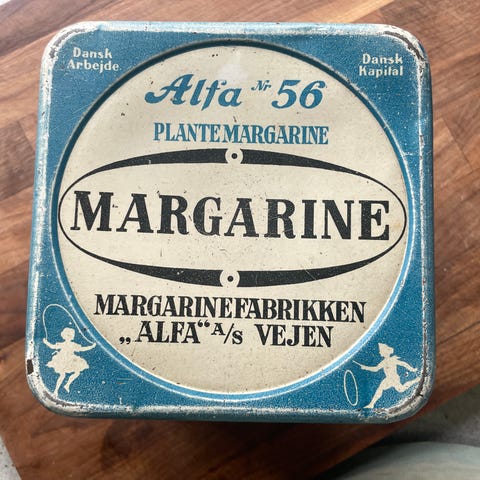 Dansk
Arbejde
Dansk
Kapital
Alfa Nr 56
PLANTEMARGARINE
MARGARINE
MARGARINEFABRIKKEN
„ALFA“ A/s VEJEN